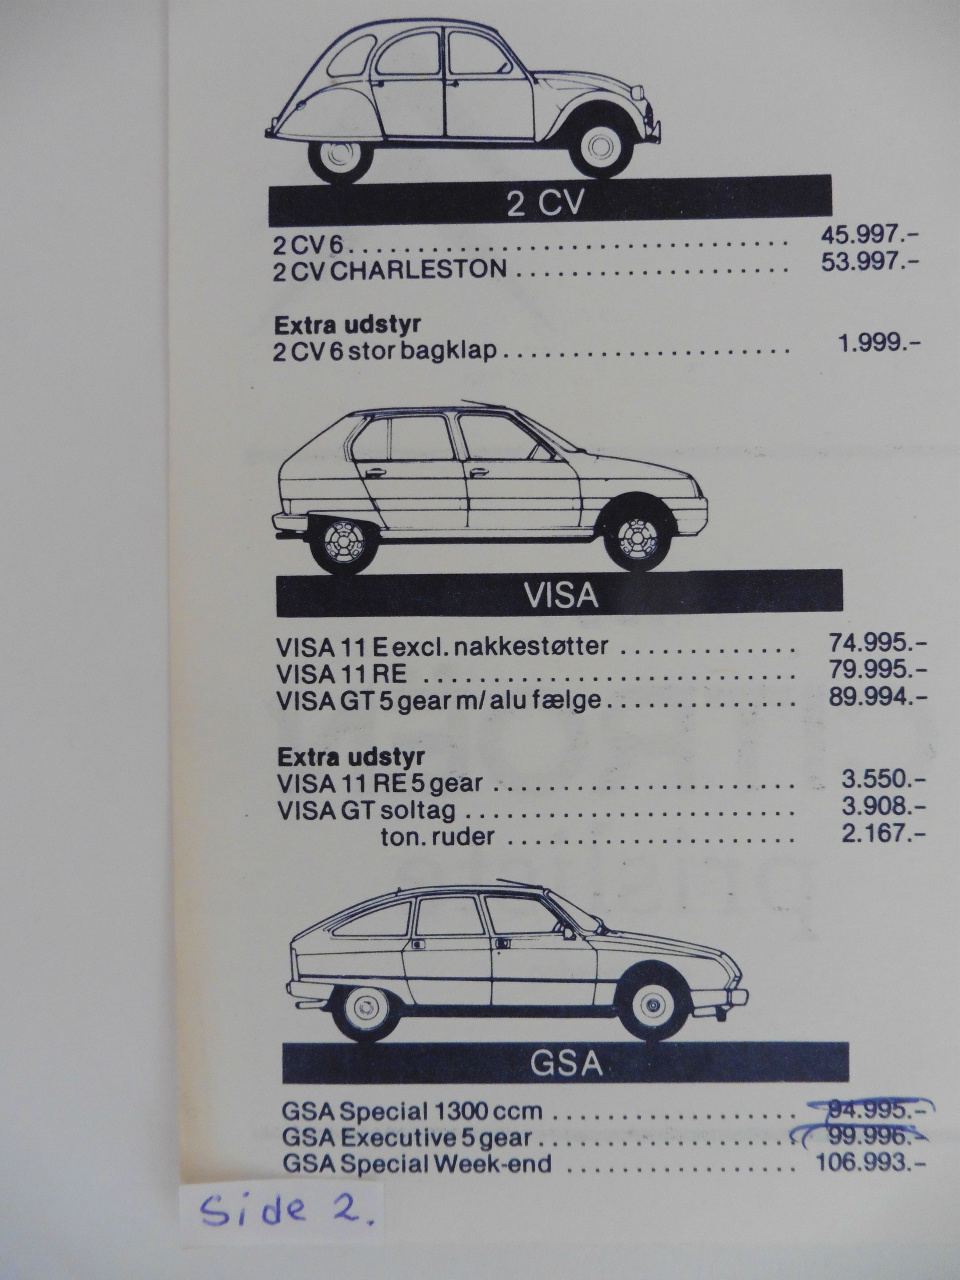 2 CV
2 CV 6 ................................ 45.997.-
2 CV CHARLESTON .................... 53.997.-
Extra udstyr
2 CV 6 stor bagklap ..................... 1.999.-
VISA
VISA 11 E excl. nakkestøtter ............. 74.995.-
VISA 11 RE ........................... 79.995.-
VISA GT 5 gear m/ alu fælge .............. 89.994.-
Extra udstyr
VISA 11 RE 5 gear ...................... 3.550.-
VISA GT soltag ........................ 3.908.-
ton. ruder ..................... 2.167.-
GSA
GSA Special 1300 ccm .................. 94.995.-
GSA Executive 5 gear ................... 99.996.-
GSA Special Week-end ................. 106.993.-
Side 2.